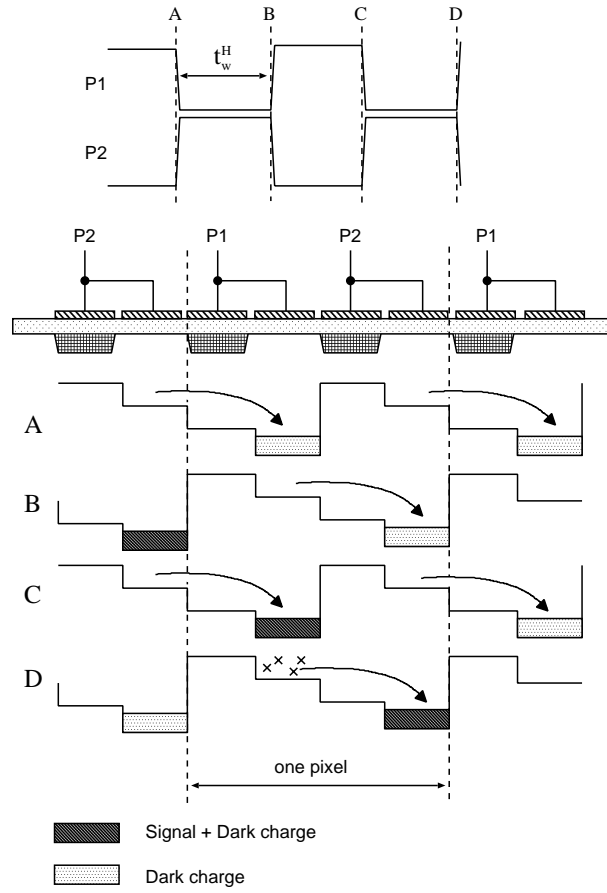 A B C D
t_w^H
P1
P2
P2 P1 P2 P1
A
B
C
D
one pixel
Signal + Dark charge
Dark charge